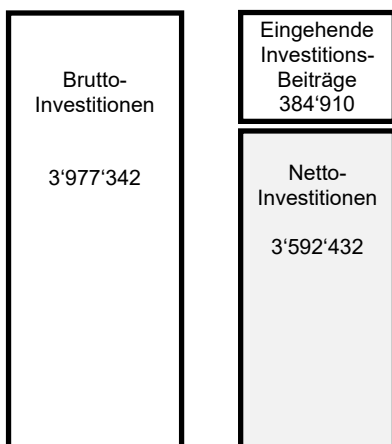 Brutto-
Investitionen
3‘977‘342
Eingehende
Investitions-
Beiträge
384‘910
Netto-
Investitionen
3‘592‘432